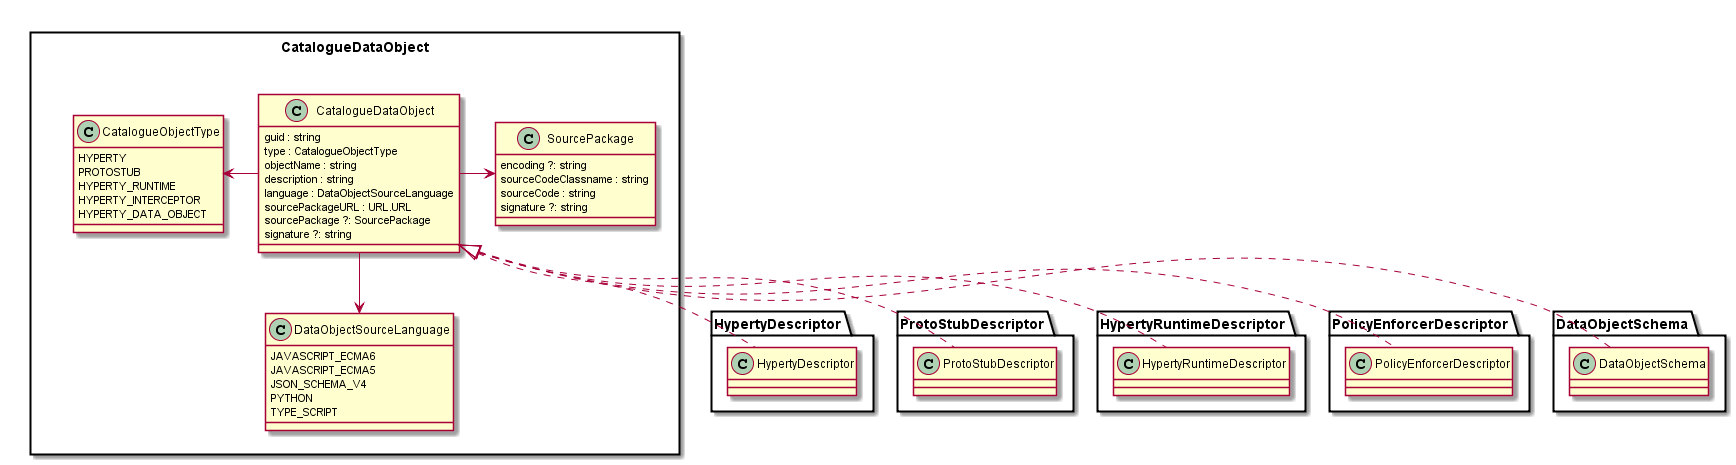 CatalogueDataObject
C CatalogueObjectType
HYPERTY
PROTOSTUB
HYPERTY_RUNTIME
HYPERTY_INTERCEPTOR
HYPERTY_DATA_OBJECT
C CatalogueDataObject
guid : string
type : CatalogueObjectType
objectName : string
description : string
language : DataObjectSourceLanguage
sourcePackageURL : URL.URL
sourcePackage ?: SourcePackage
signature ?: string
C SourcePackage
encoding ?: string
sourceCodeClassname : string
sourceCode : string
signature ?: string
C DataObjectSourceLanguage
JAVASCRIPT_ECMA6
JAVASCRIPT_ECMA5
JSON_SCHEMA_V4
PYTHON
TYPE_SCRIPT
HypertyDescriptor
C HypertyDescriptor
ProtoStubDescriptor
C ProtoStubDescriptor
HypertyRuntimeDescriptor
C HypertyRuntimeDescriptor
PolicyEnforcerDescriptor
C PolicyEnforcerDescriptor
DataObjectSchema
C DataObjectSchema